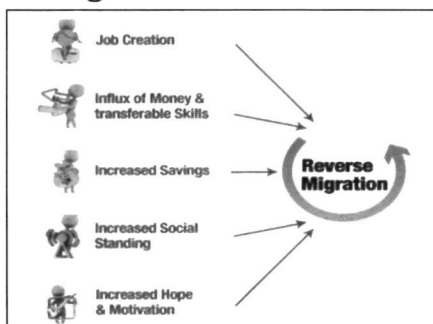 Job Creation
Influx of Money &
transferable Skills
Increased Savings
Increased Social
Standing
Increased Hope
& Motivation
Reverse
Migration